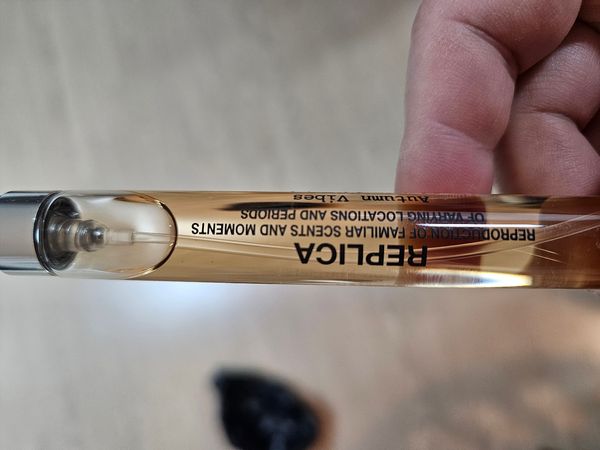 REPLICA
REPRODUCTION OF FAMILIAR SCENTS AND MOMENTS
OF VARYING LOCATIONS AND PERIODS
Autumn Vibes